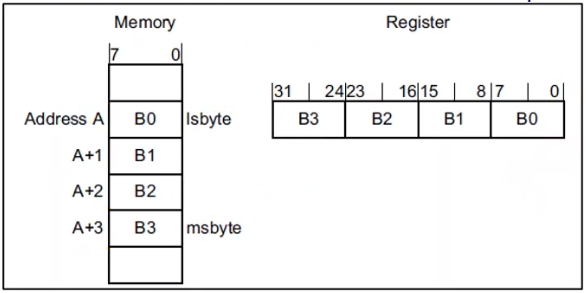 Memory Register
7 0
31 24 23 16 15 8 7 0
Address A B0 lsbyte B3 B2 B1 B0
A+1 B1
A+2 B2
A+3 B3 msbyte